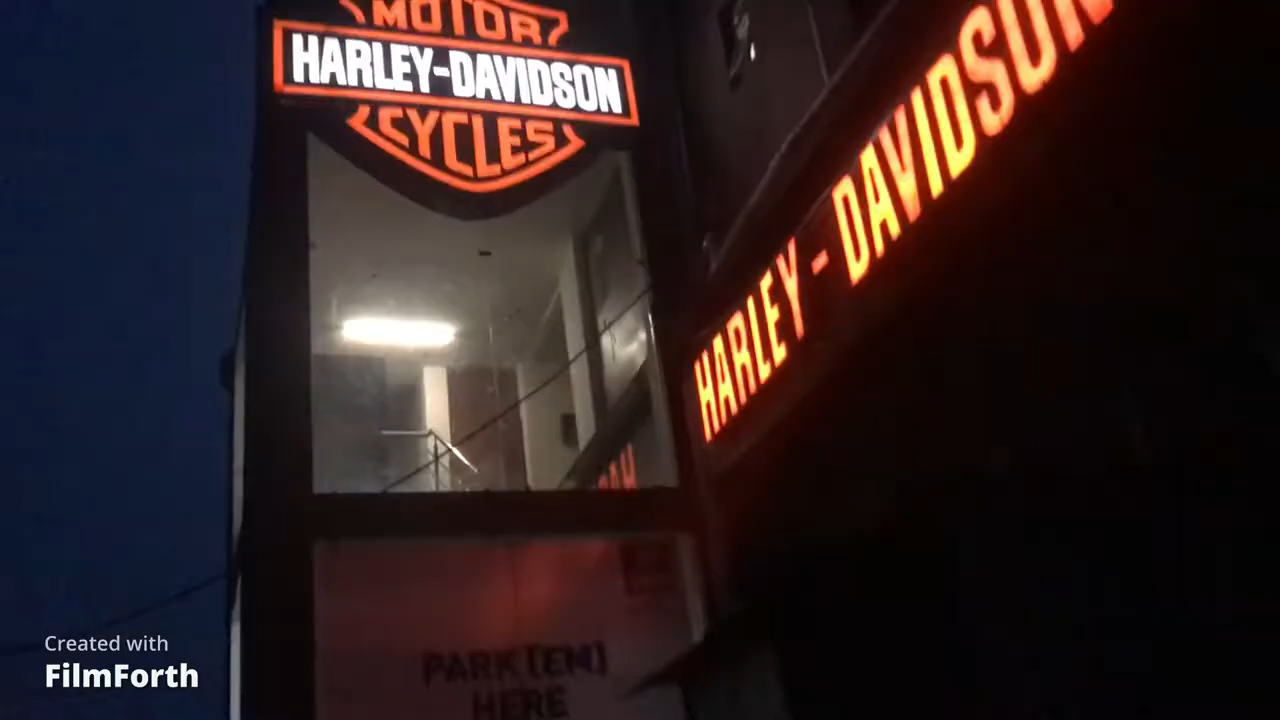 MOTOR
HARLEY-DAVIDSON
CYCLES
HARLEY-DAVIDSON
PARK (EM)
HERE
Created with
FilmForth